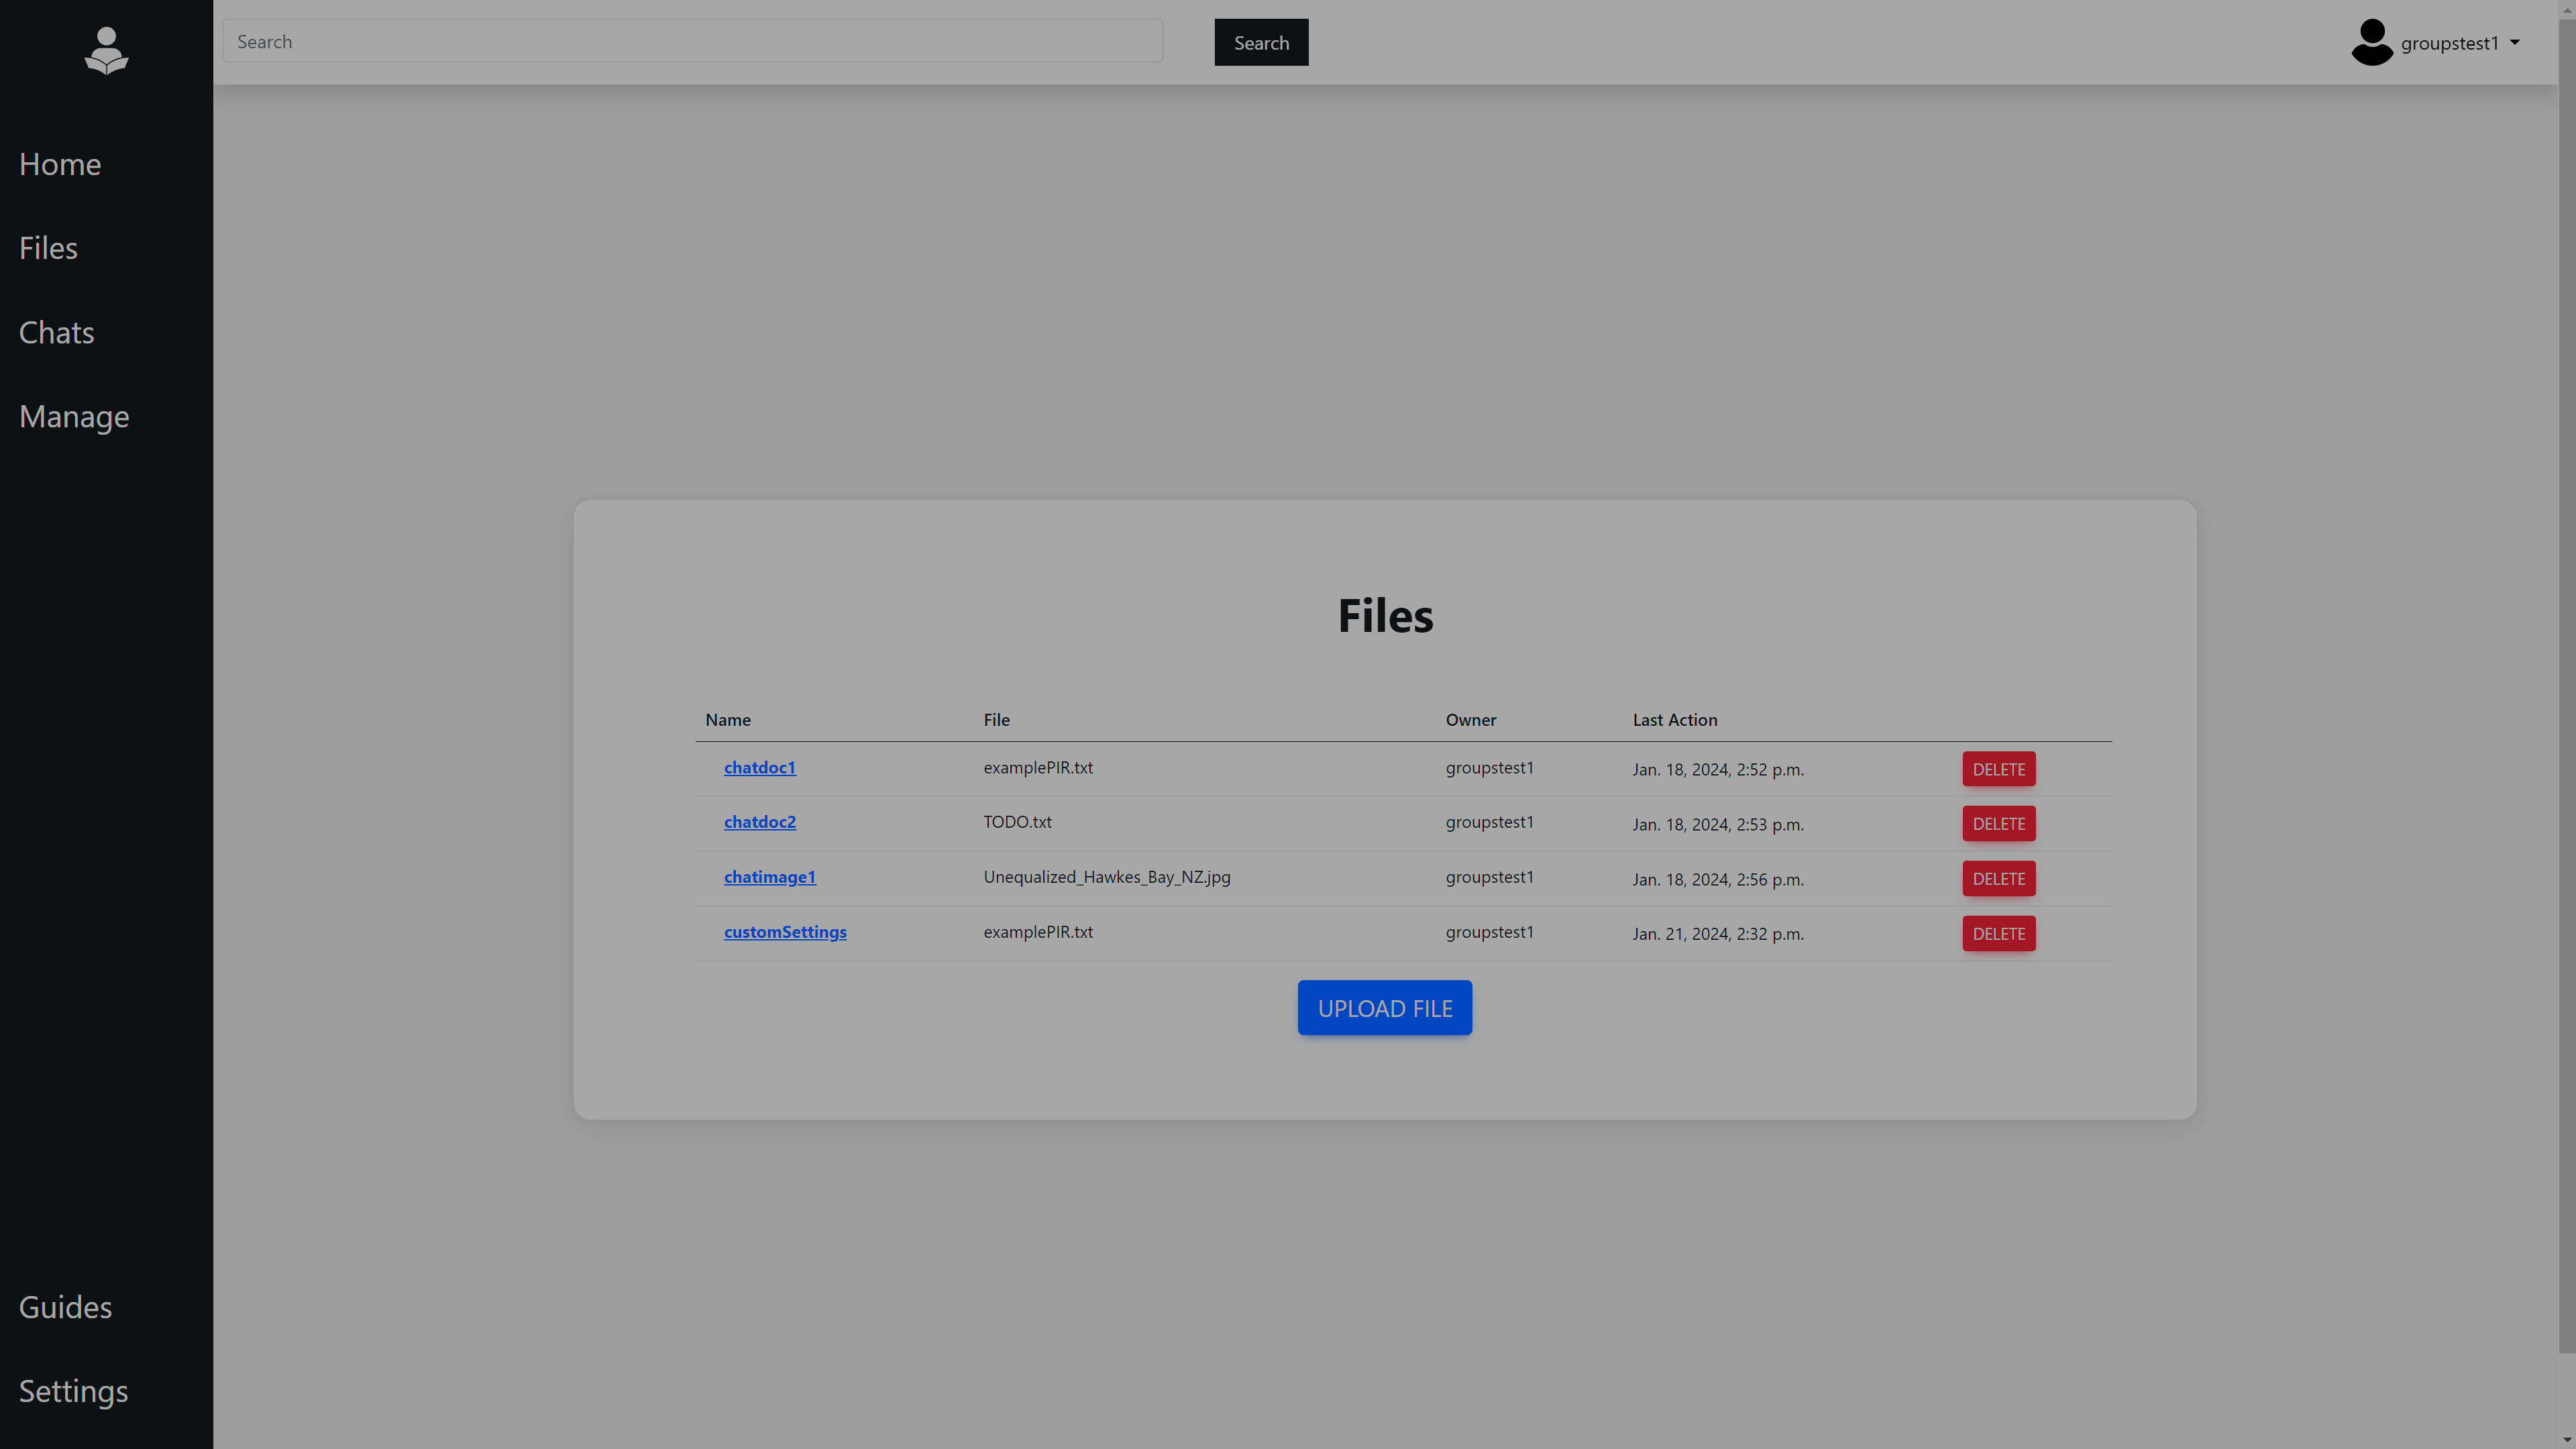 Search
Search
groupstest1
Home
Files
Chats
Manage
Guides
Settings
Files
Name File Owner Last Action
chatdoc1 examplePIR.txt groupstest1 Jan. 18, 2024, 2:52 p.m. DELETE
chatdoc2 TODO.txt groupstest1 Jan. 18, 2024, 2:53 p.m. DELETE
chatimage1 Unequalized_Hawkes_Bay_NZ.jpg groupstest1 Jan. 18, 2024, 2:56 p.m. DELETE
customSettings examplePIR.txt groupstest1 Jan. 21, 2024, 2:32 p.m. DELETE
UPLOAD FILE